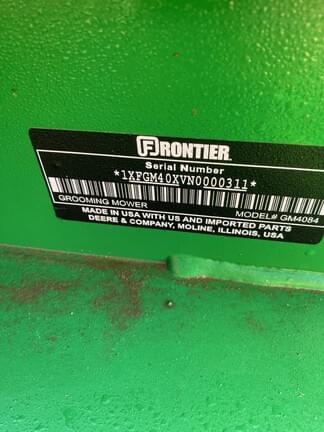 FRONTIER
Serial Number
*1XFGM40XVN0000311*
GROOMING MOWER MODEL# GM4084
MADE IN USA WITH US AND IMPORTED PARTS
DEERE & COMPANY, MOLINE, ILLINOIS, USA